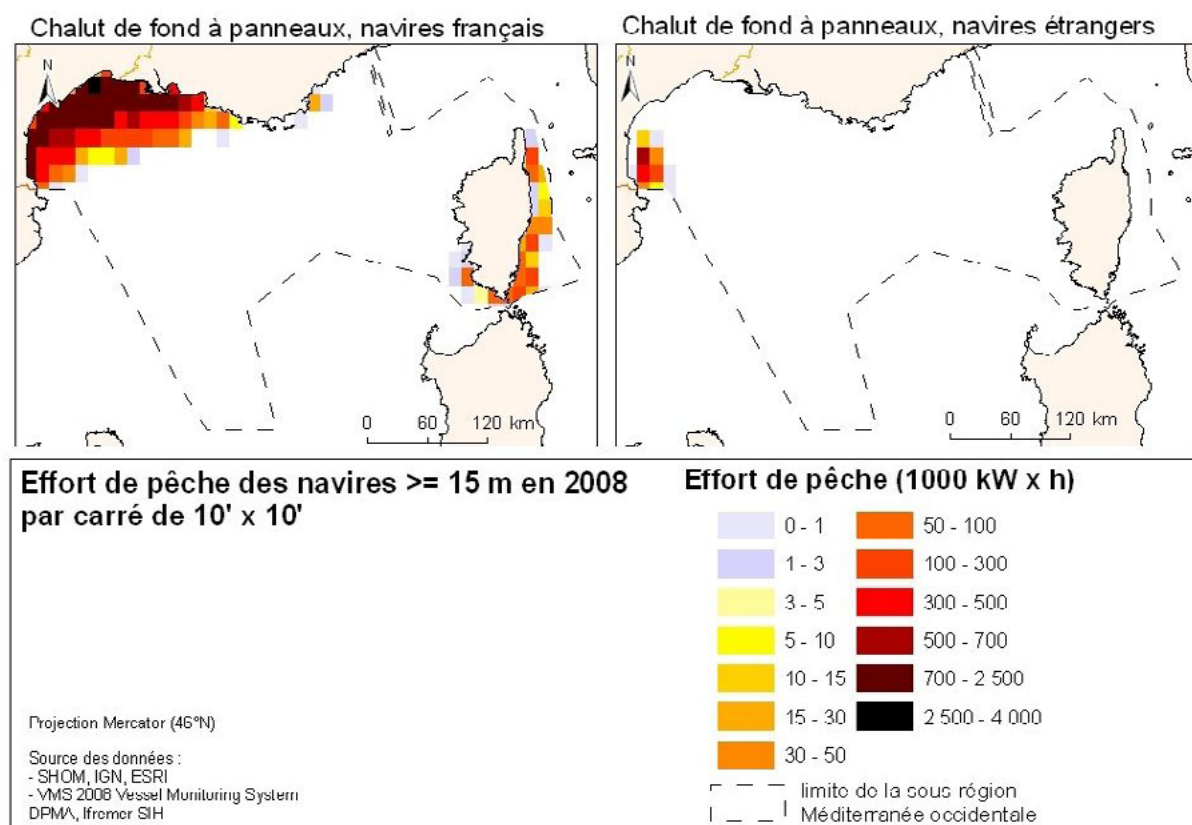 Chalut de fond à panneaux, navires français
Chalut de fond à panneaux, navires étrangers
N
N
0 60 120 km
0 60 120 km
Effort de pêche des navires >= 15 m en 2008
par carré de 10' x 10'
Projection Mercator (46°N)
Source des données :
- SHOM, IGN, ESRI
- VMS 2008 Vessel Monitoring System
DPMA, Ifremer SIH
Effort de pêche (1000 kW x h)
0 - 1
1 - 3
3 - 5
5 - 10
10 - 15
15 - 30
30 - 50
50 - 100
100 - 300
300 - 500
500 - 700
700 - 2 500
2 500 - 4 000
limite de la sous région
Méditerranée occidentale